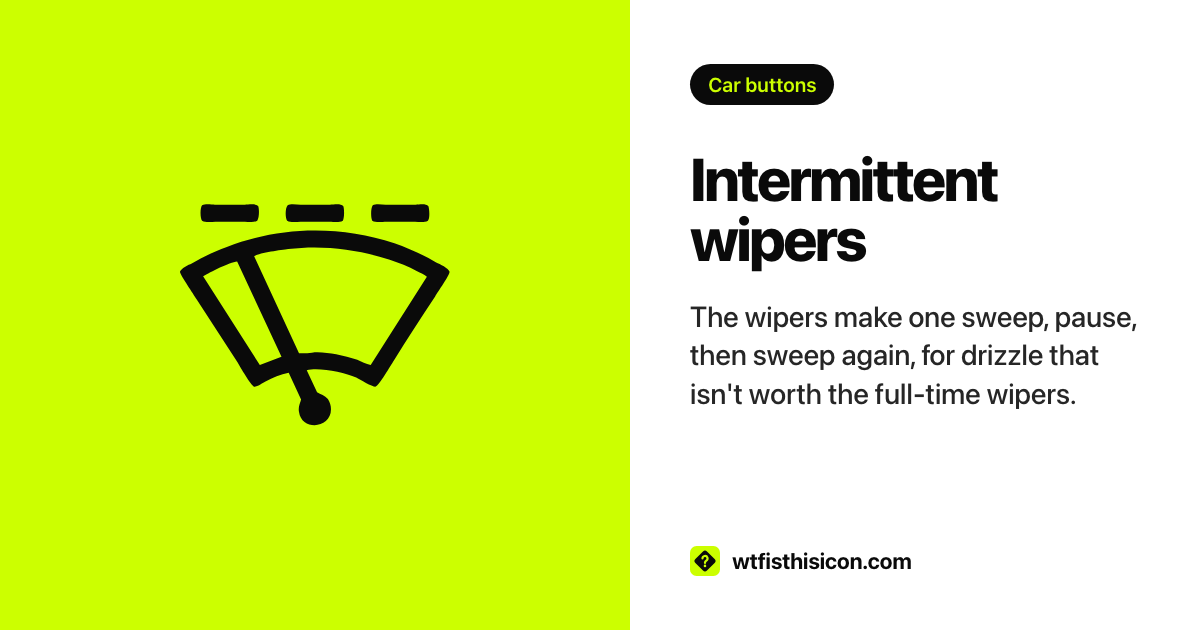 Car buttons
Intermittent
wipers
The wipers make one sweep, pause,
then sweep again, for drizzle that
isn't worth the full-time wipers.
?
wtfisthisicon.com